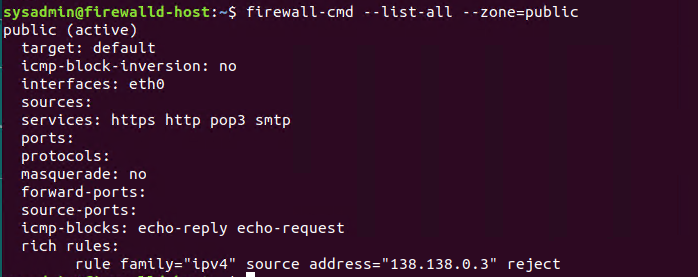 sysadmin@firewalld-host:~$ firewall-cmd --list-all --zone=public
public (active)
  target: default
  icmp-block-inversion: no
  interfaces: eth0
  sources:
  services: https http pop3 smtp
  ports:
  protocols:
  masquerade: no
  forward-ports:
  source-ports:
  icmp-blocks: echo-reply echo-request
  rich rules:
        rule family="ipv4" source address="138.138.0.3" reject